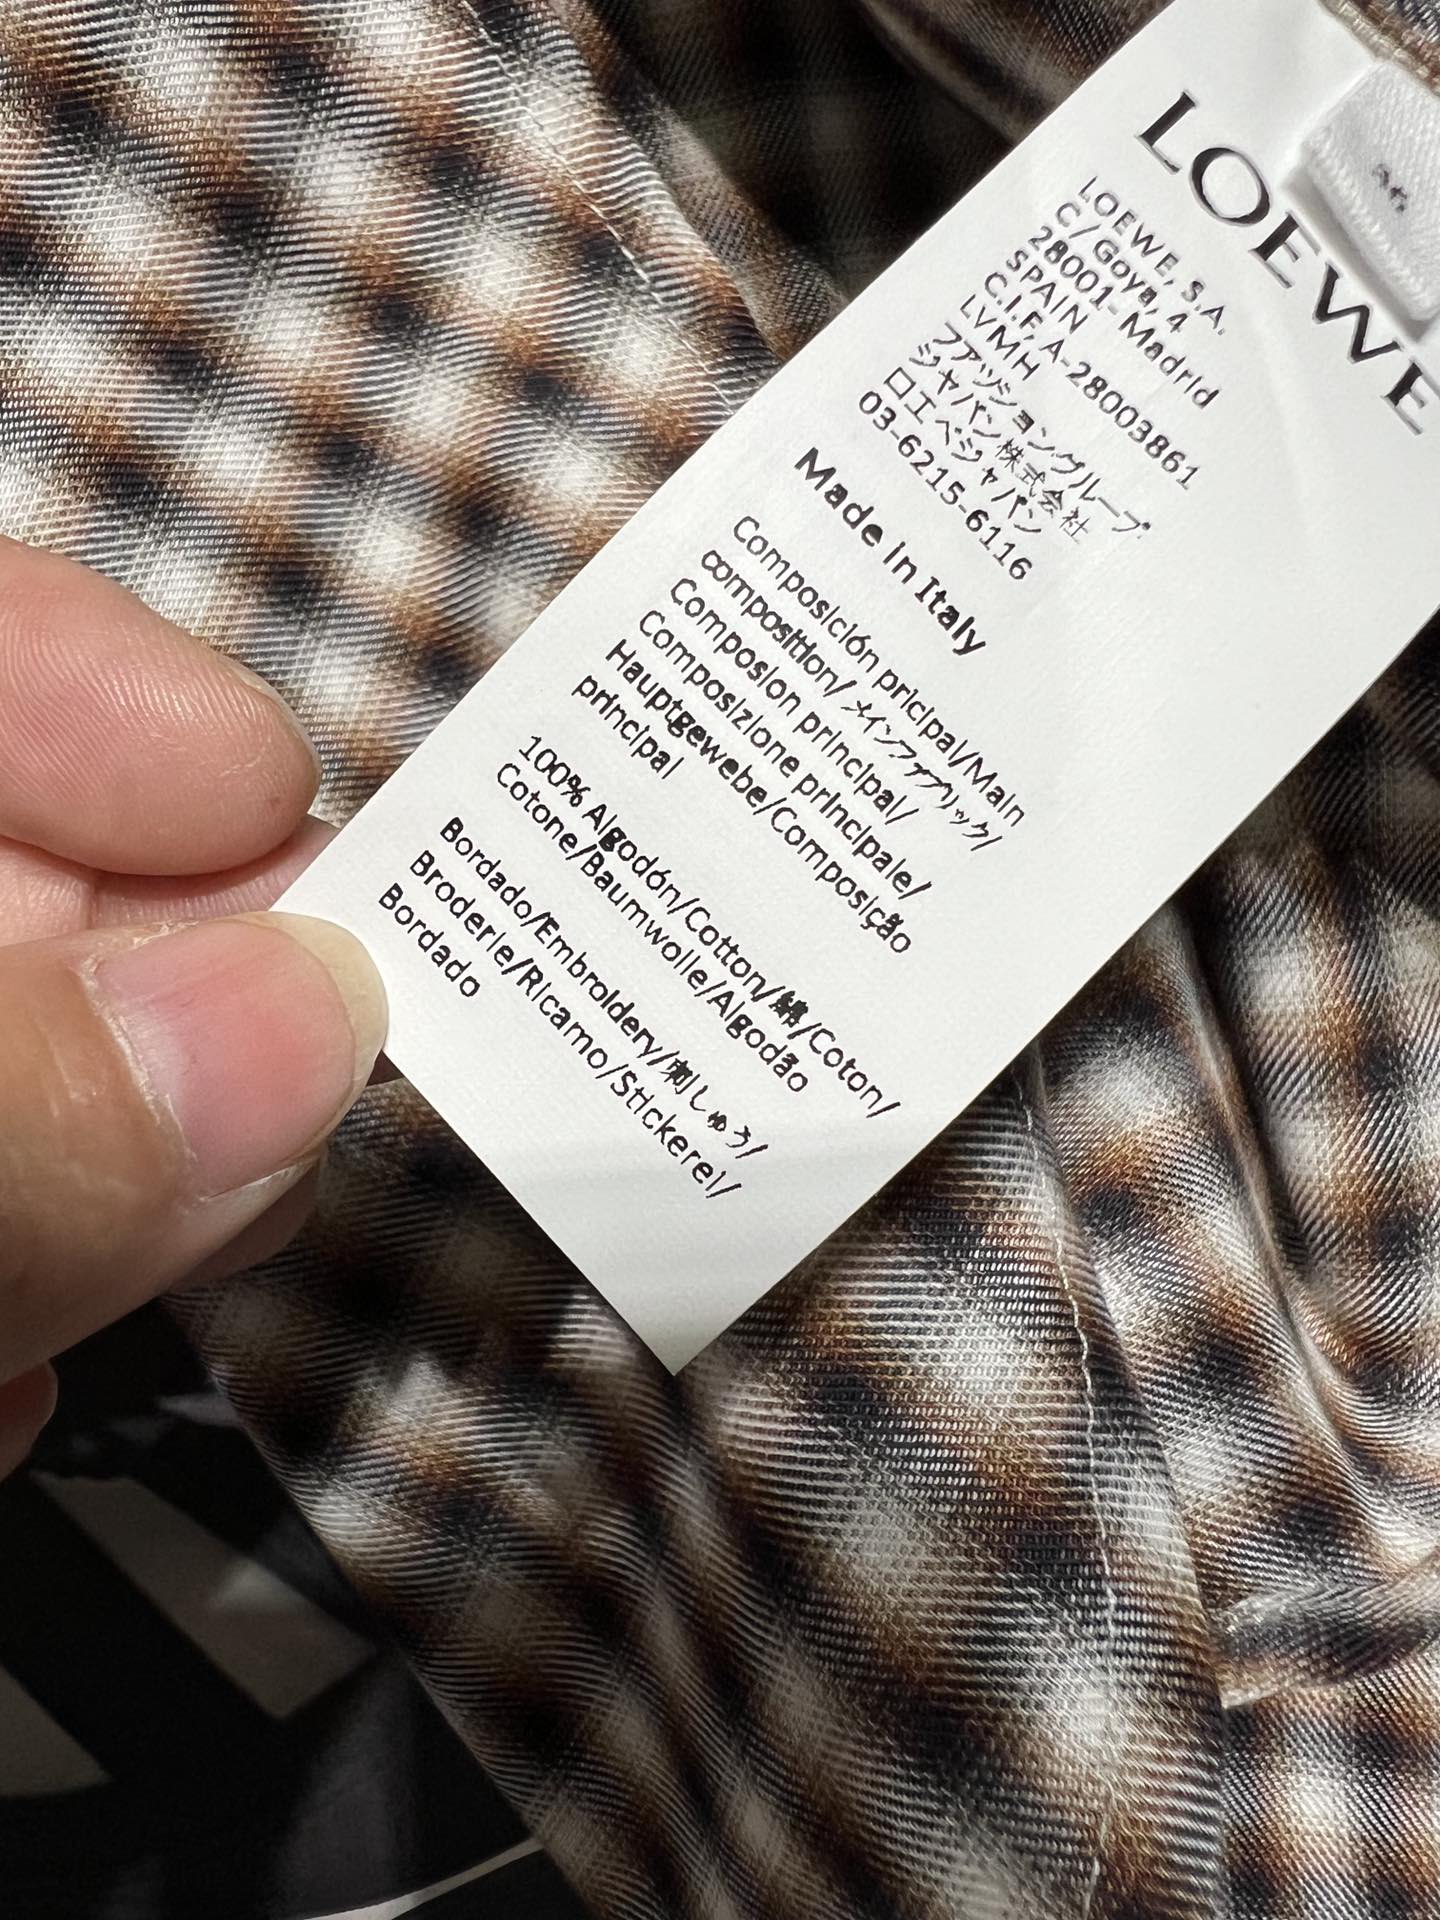 LOEWE
LOEWE, S.A.
C/ Goya, 4
28001-Madrid
SPAIN
C.I.F, A-28003861
LVMH
ファッショングループ
ジャパン株式会社
ロエベジャパン
03-6215-6116
Made in Italy
Composición pricipal/Main
composition/メインファブリック/
Composion principal/
Composizione principale/
Hauptgewebe/Composição
principal
100% Algodón/Cotton/綿/Coton/
Cotone/Baumwolle/Algodão
Bordado/Embroidery/刺しゅう/
Broderie/Ricamo/Stickerei/
Bordado